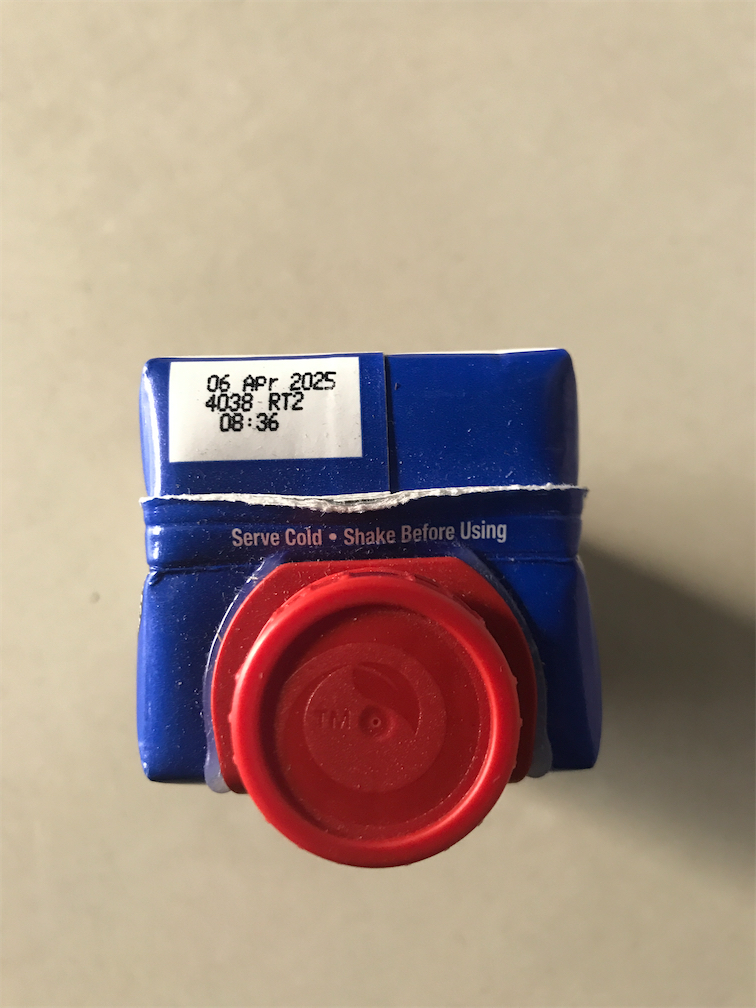 06 Apr 2025
4038 RT2
08:36
Serve Cold • Shake Before Using
TM